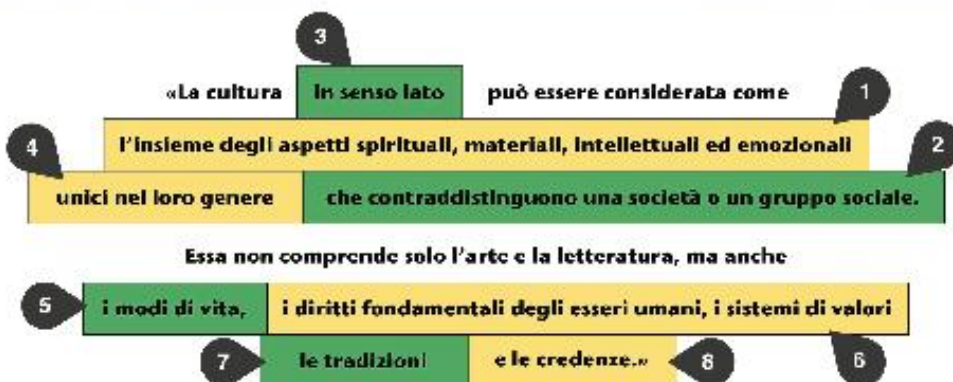 3
«La cultura in senso lato può essere considerata come
1
l'insieme degli aspetti spirituali, materiali, intellettuali ed emozionali
4
2
unici nel loro genere che contraddistinguono una società o un gruppo sociale.
Essa non comprende solo l'arte e la letteratura, ma anche
5 i modi di vita, i diritti fondamentali degli esseri umani, i sistemi di valori
7 le tradizioni e le credenze.» 8 6